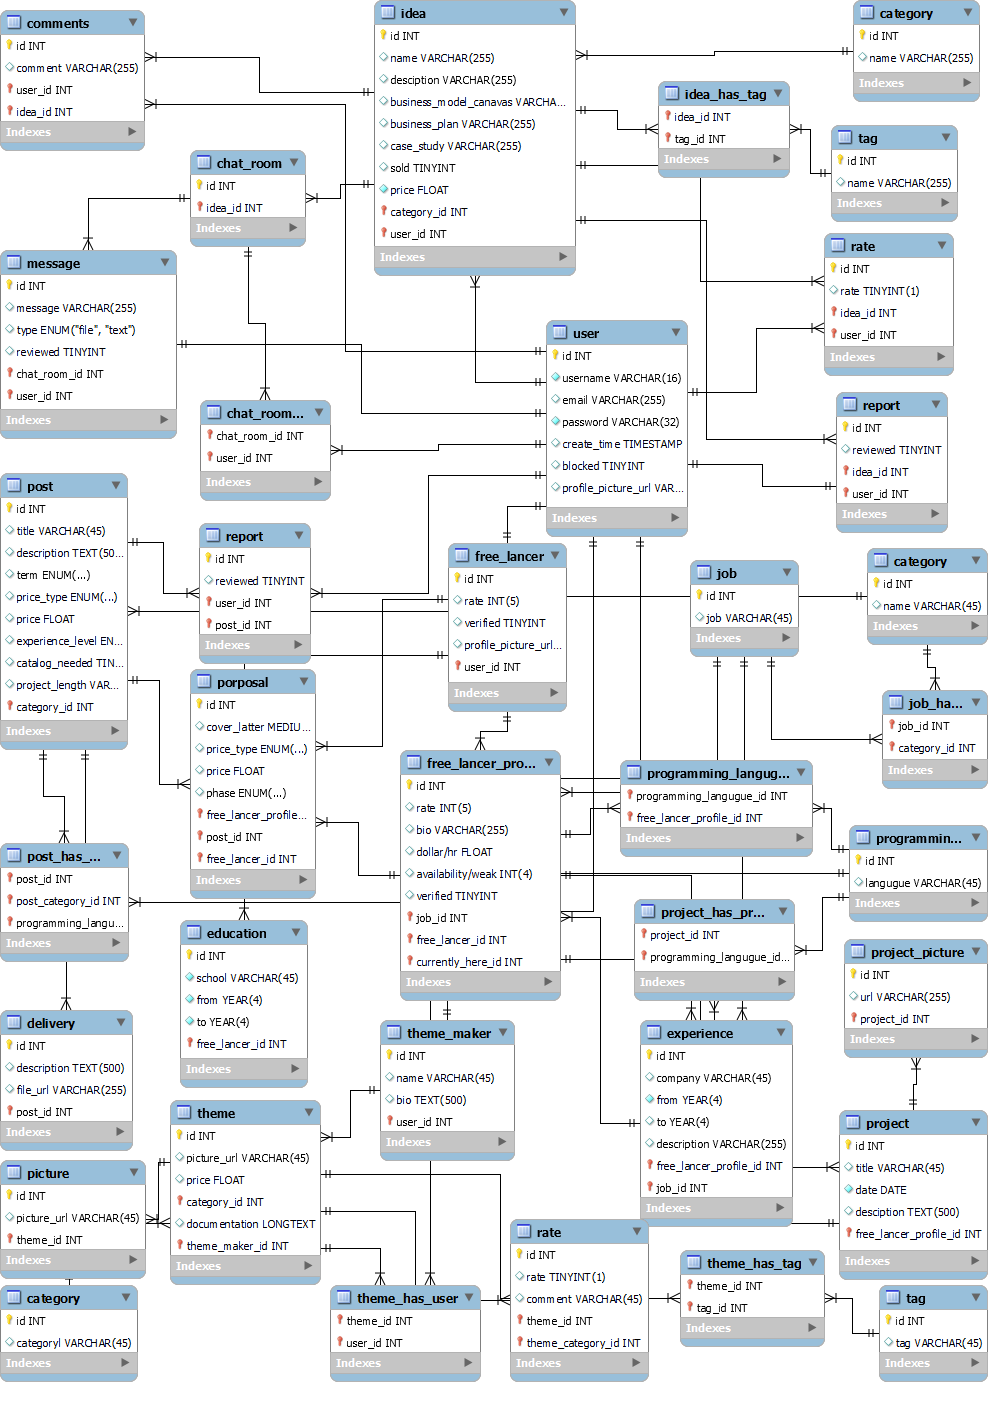 comments
id INT
comment VARCHAR(255)
user_id INT
idea_id INT
Indexes
idea
id INT
name VARCHAR(255)
desciption VARCHAR(255)
business_model_canavas VARCHA...
business_plan VARCHAR(255)
case_study VARCHAR(255)
sold TINYINT
price FLOAT
category_id INT
user_id INT
Indexes
category
id INT
name VARCHAR(255)
Indexes
idea_has_tag
idea_id INT
tag_id INT
Indexes
tag
id INT
name VARCHAR(255)
Indexes
chat_room
id INT
idea_id INT
Indexes
message
id INT
message VARCHAR(255)
type ENUM("file", "text")
reviewed TINYINT
chat_room_id INT
user_id INT
Indexes
rate
id INT
rate TINYINT(1)
idea_id INT
user_id INT
Indexes
user
id INT
username VARCHAR(16)
email VARCHAR(255)
password VARCHAR(32)
create_time TIMESTAMP
blocked TINYINT
profile_picture_url VAR...
Indexes
chat_room...
chat_room_id INT
user_id INT
Indexes
report
id INT
reviewed TINYINT
idea_id INT
user_id INT
Indexes
post
id INT
title VARCHAR(45)
description TEXT(50...
term ENUM(...)
price_type ENUM(...)
price FLOAT
experience_level EN...
catalog_needed TIN...
project_length VAR...
category_id INT
Indexes
report
id INT
reviewed TINYINT
user_id INT
post_id INT
Indexes
free_lancer
id INT
rate INT(5)
verified TINYINT
profile_picture_url...
user_id INT
Indexes
job
id INT
job VARCHAR(45)
Indexes
category
id INT
name VARCHAR(45)
Indexes
porposal
id INT
cover_latter MEDIU...
price_type ENUM(...)
price FLOAT
phase ENUM(...)
free_lancer_profile...
post_id INT
free_lancer_id INT
Indexes
job_ha...
job_id INT
category_id INT
Indexes
free_lancer_pro...
id INT
rate INT(5)
bio VARCHAR(255)
dollar/hr FLOAT
availability/weak INT(4)
verified TINYINT
job_id INT
free_lancer_id INT
currently_here_id INT
Indexes
programming_langug...
programming_langugue_id INT
free_lancer_profile_id INT
Indexes
programmin...
id INT
langugue VARCHAR(45)
Indexes
post_has_...
post_id INT
post_category_id INT
programming_langu...
Indexes
project_has_pr...
project_id INT
programming_langugue_id...
Indexes
education
id INT
school VARCHAR(45)
from YEAR(4)
to YEAR(4)
free_lancer_id INT
Indexes
project_picture
id INT
url VARCHAR(255)
project_id INT
Indexes
delivery
id INT
description TEXT(500)
file_url VARCHAR(255)
post_id INT
Indexes
theme_maker
id INT
name VARCHAR(45)
bio TEXT(500)
user_id INT
Indexes
experience
id INT
company VARCHAR(45)
from YEAR(4)
to YEAR(4)
description VARCHAR(255)
free_lancer_profile_id INT
job_id INT
Indexes
theme
id INT
picture_url VARCHAR(45)
price FLOAT
category_id INT
documentation LONGTEXT
theme_maker_id INT
Indexes
project
id INT
title VARCHAR(45)
date DATE
desciption TEXT(500)
free_lancer_profile_id INT
Indexes
picture
id INT
picture_url VARCHAR(45)
theme_id INT
Indexes
rate
id INT
rate TINYINT(1)
comment VARCHAR(45)
theme_id INT
theme_category_id INT
Indexes
theme_has_tag
theme_id INT
tag_id INT
Indexes
category
id INT
categoryl VARCHAR(45)
Indexes
theme_has_user
theme_id INT
user_id INT
Indexes
tag
id INT
tag VARCHAR(45)
Indexes